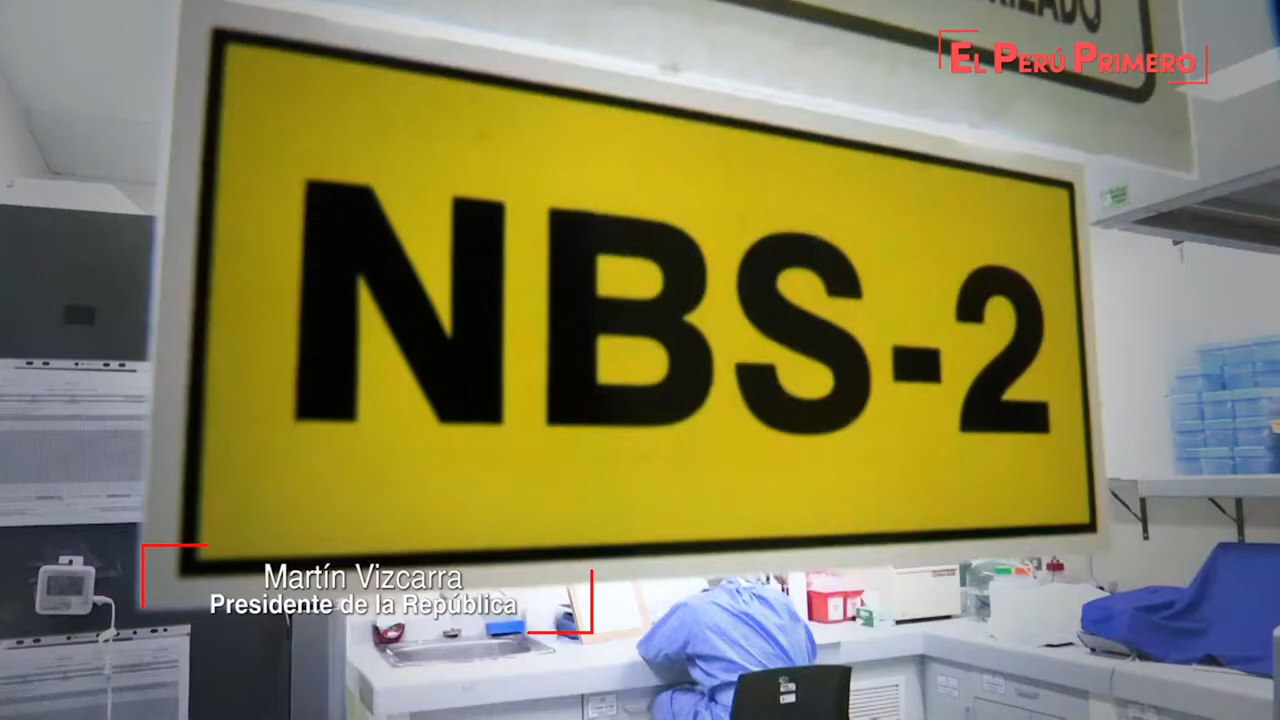 EL PERÚ PRIMERO
NBS-2
Martín Vizcarra
Presidente de la República